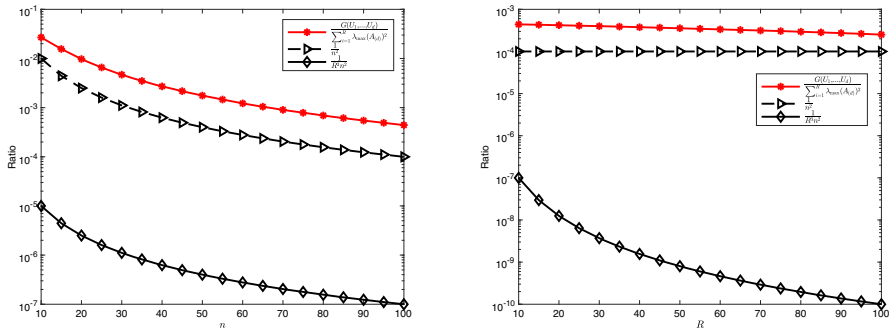 Ratio
10^-1
10^-2
10^-3
10^-4
10^-5
10^-6
10^-7
10 20 30 40 50 60 70 80 90 100
n
G(U_1,...,U_d) / ∑_{i=1}^{R} λ_max(A_[d])^2
1/n^2
1/(R^3 n^2)
Ratio
10^-3
10^-4
10^-5
10^-6
10^-7
10^-8
10^-9
10^-10
10 20 30 40 50 60 70 80 90 100
R
G(U_1,...,U_d) / ∑_{i=1}^{R} λ_max(A_[d])^2
1/n^2
1/(R^3 n^2)